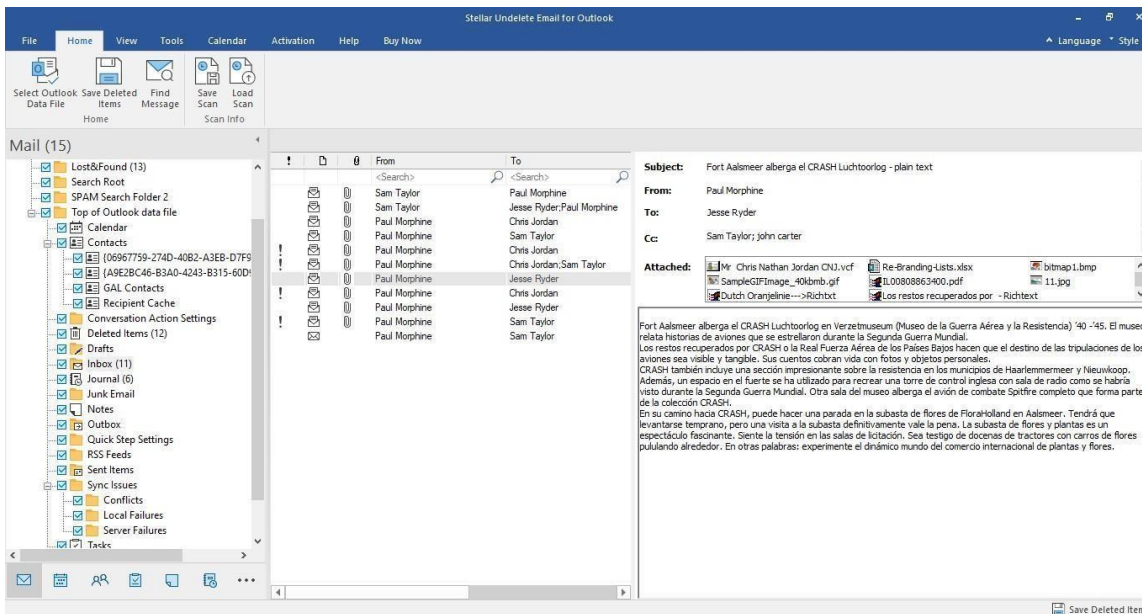 Stellar Undelete Email for Outlook
File Home View Tools Calendar Activation Help Buy Now Language Style
Select Outlook Data File
Save Deleted Items
Find Message
Save Scan
Load Scan
Home
Scan Info
Mail (15)
Lost&Found (13)
Search Root
SPAM Search Folder 2
Top of Outlook data file
Calendar
Contacts
{06967759-274D-40B2-A3EB-D7F9
{A9E2BC46-B3A0-4243-B315-60D
GAL Contacts
Recipient Cache
Conversation Action Settings
Deleted Items (12)
Drafts
Inbox (11)
Journal (6)
Junk Email
Notes
Outbox
Quick Step Settings
RSS Feeds
Sent Items
Sync Issues
Conflicts
Local Failures
Server Failures
Tasks
! From To
<Search> <Search>
Sam Taylor Paul Morphine
Sam Taylor Jesse Ryder;Paul Morphine
Paul Morphine Chris Jordan
Paul Morphine Sam Taylor
! Paul Morphine Chris Jordan
! Paul Morphine Chris Jordan;Sam Taylor
Paul Morphine Jesse Ryder
! Paul Morphine Chris Jordan
Paul Morphine Jesse Ryder
! Paul Morphine Sam Taylor
Paul Morphine Sam Taylor
Subject: Fort Aalsmeer alberga el CRASH Luchtoorlog - plain text
From: Paul Morphine
To: Jesse Ryder
Cc: Sam Taylor; john carter
Attached: Mr Chris Nathan Jordan CNJ.vcf Re-Branding-Lists.xlsx bitmap1.bmp
SampleGIFImage_40kbmb.gif IL00808863400.pdf 11.jpg
Dutch Oranjelinie--->Richtxt Los restos recuperados por - Richtext
Fort Aalsmeer alberga el CRASH Luchtoorlog en Verzetmuseum (Museo de la Guerra Aérea y la Resistencia) '40 -'45. El museo
relata historias de aviones que se estrellaron durante la Segunda Guerra Mundial.
Los restos recuperados por CRASH o la Real Fuerza Aérea de los Países Bajos hacen que el destino de las tripulaciones de los
aviones sea visible y tangible. Sus cuentos cobran vida con fotos y objetos personales.
CRASH también incluye una sección impresionante sobre la resistencia en los municipios de Haarlemmermeer y Nieuwkoop.
Además, un espacio en el fuerte se ha utilizado para recrear una torre de control inglesa con sala de radio como se habría
visto durante la Segunda Guerra Mundial. Otra sala del museo alberga el avión de combate Spitfire completo que forma parte
de la colección CRASH.
En su camino hacia CRASH, puede hacer una parada en la subasta de flores de FloraHolland en Aalsmeer. Tendrá que
levantarse temprano, pero una visita a la subasta definitivamente vale la pena. La subasta de flores y plantas es un
espectáculo fascinante. Siente la tensión en las salas de licitación. Sea testigo de docenas de tractores con carros de flores
pululando alrededor. En otras palabras: experimente el dinámico mundo del comercio internacional de plantas y flores.
Save Deleted Item